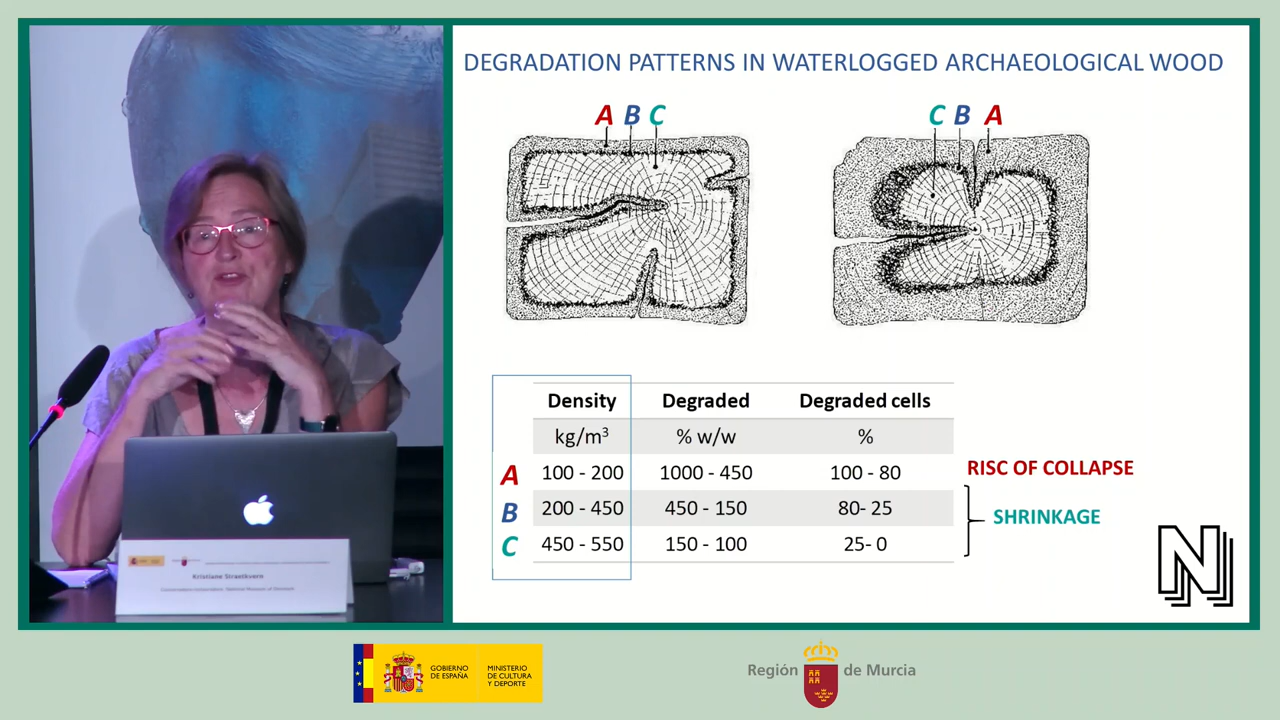 DEGRADATION PATTERNS IN WATERLOGGED ARCHAEOLOGICAL WOOD
A B C
C B A
Density Degraded Degraded cells
kg/m³ % w/w %
A 100 - 200 1000 - 450 100 - 80
RISC OF COLLAPSE
B 200 - 450 450 - 150 80- 25
SHRINKAGE
C 450 - 550 150 - 100 25- 0
N
Kristiane Strætkvern
GOBIERNO
DE ESPAÑA
MINISTERIO
DE CULTURA
Y DEPORTE
Región de Murcia